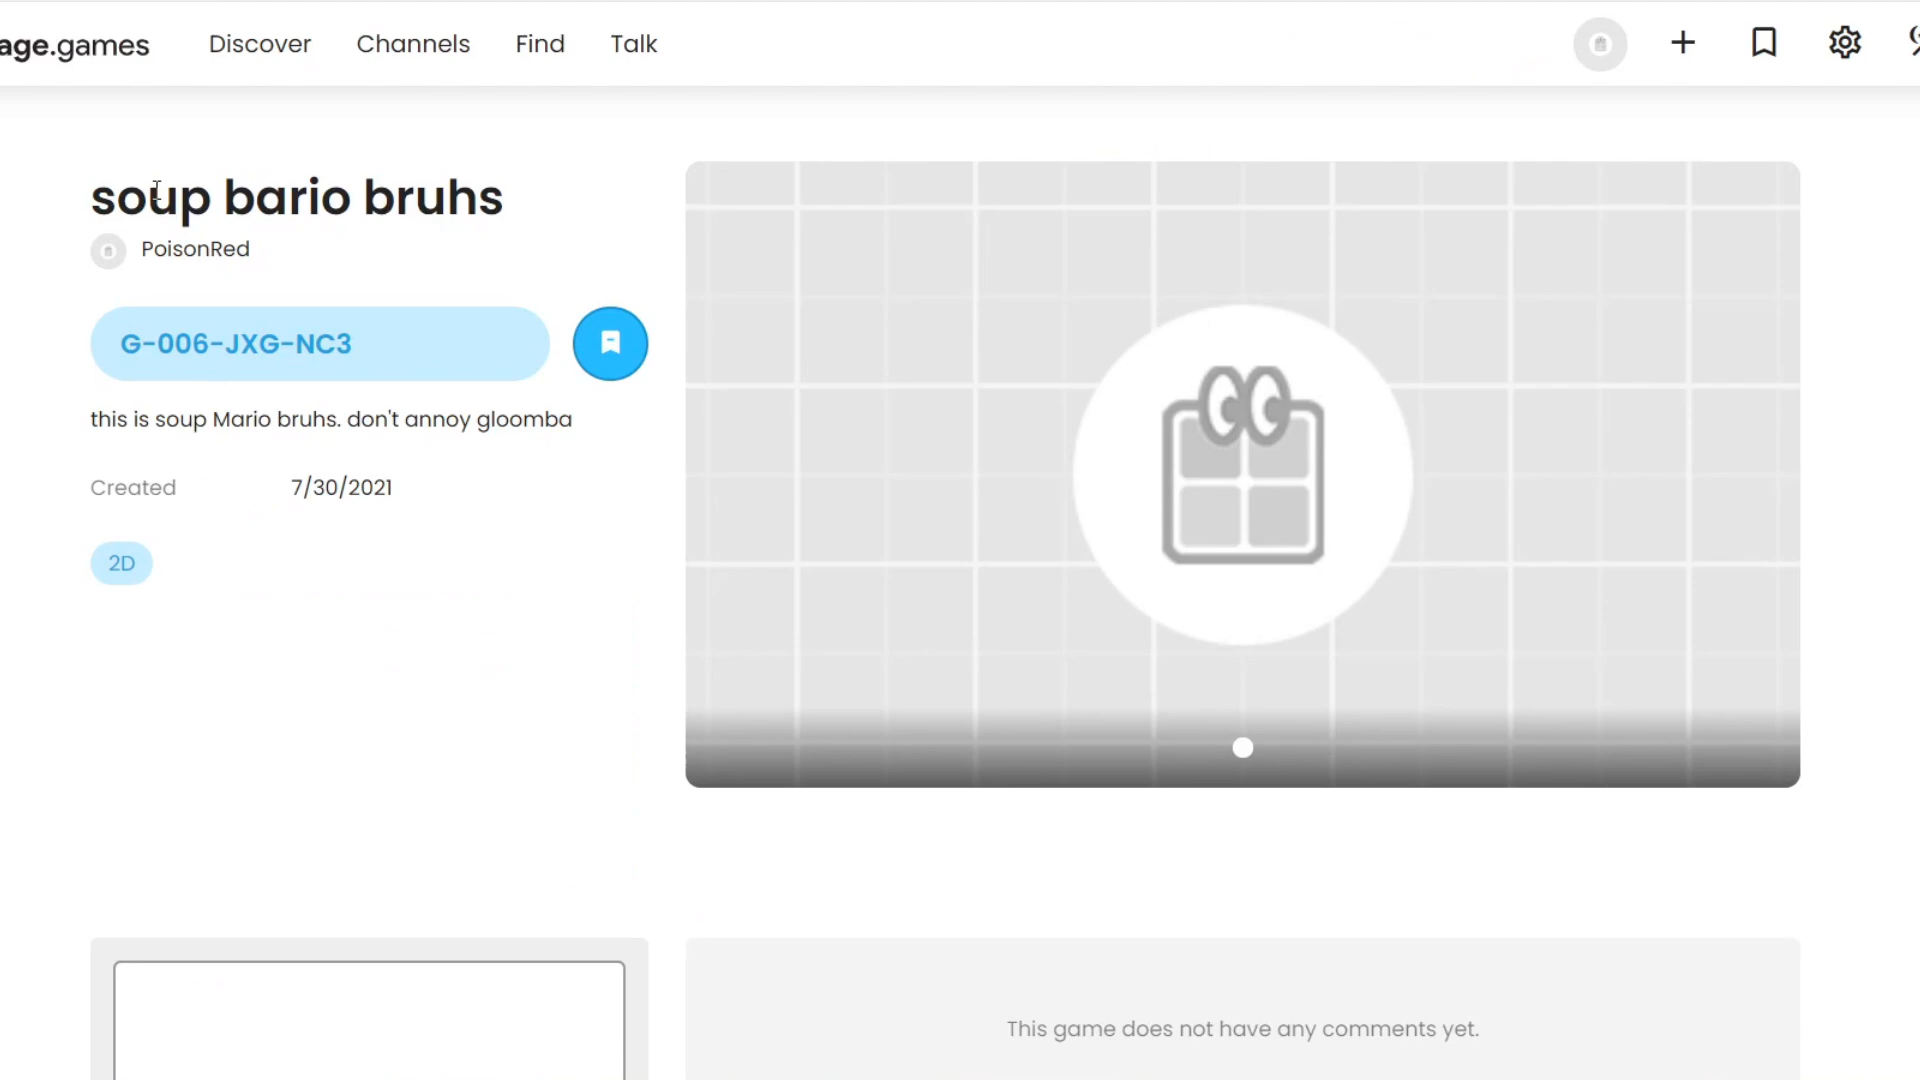 age.games
Discover
Channels
Find
Talk
soup bario bruhs
PoisonRed
G-006-JXG-NC3
this is soup Mario bruhs. don't annoy gloomba
Created
7/30/2021
2D
This game does not have any comments yet.